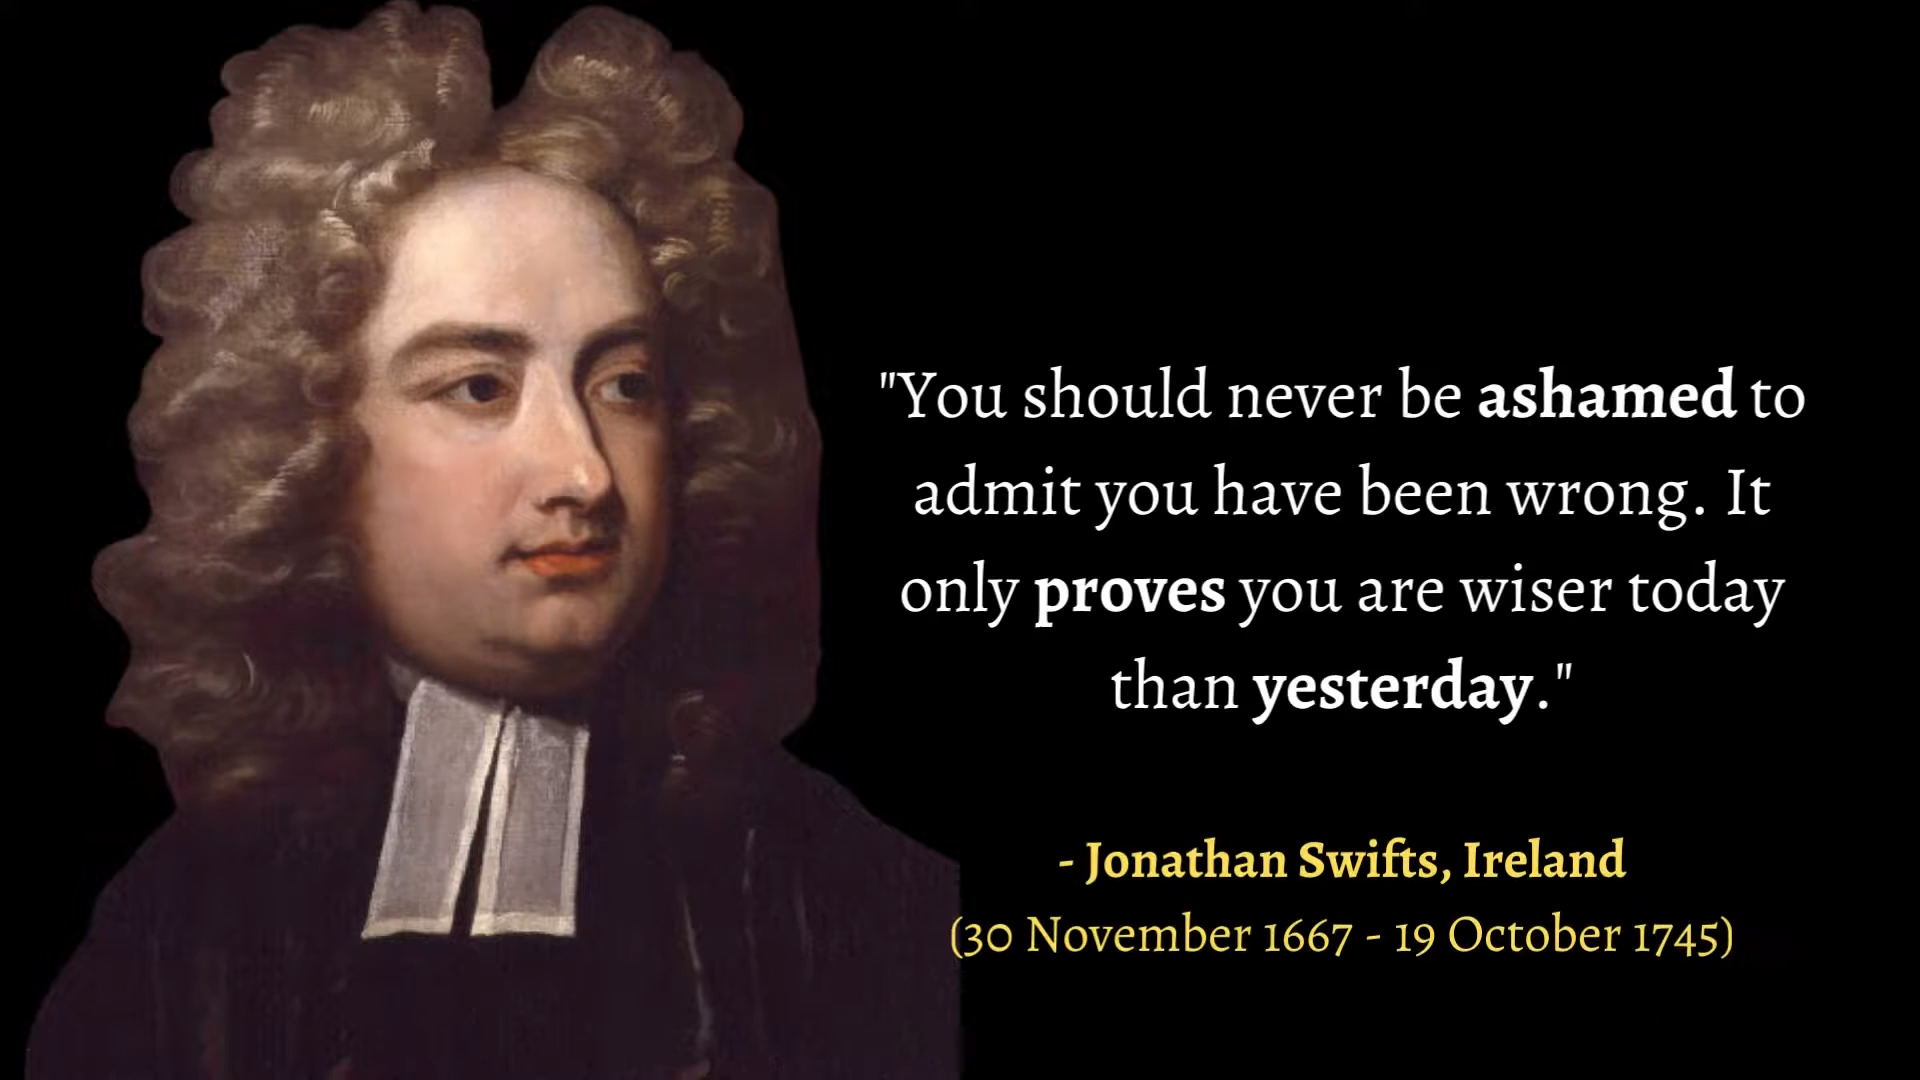 "You should never be ashamed to
admit you have been wrong. It
only proves you are wiser today
than yesterday."
- Jonathan Swifts, Ireland
(30 November 1667 - 19 October 1745)